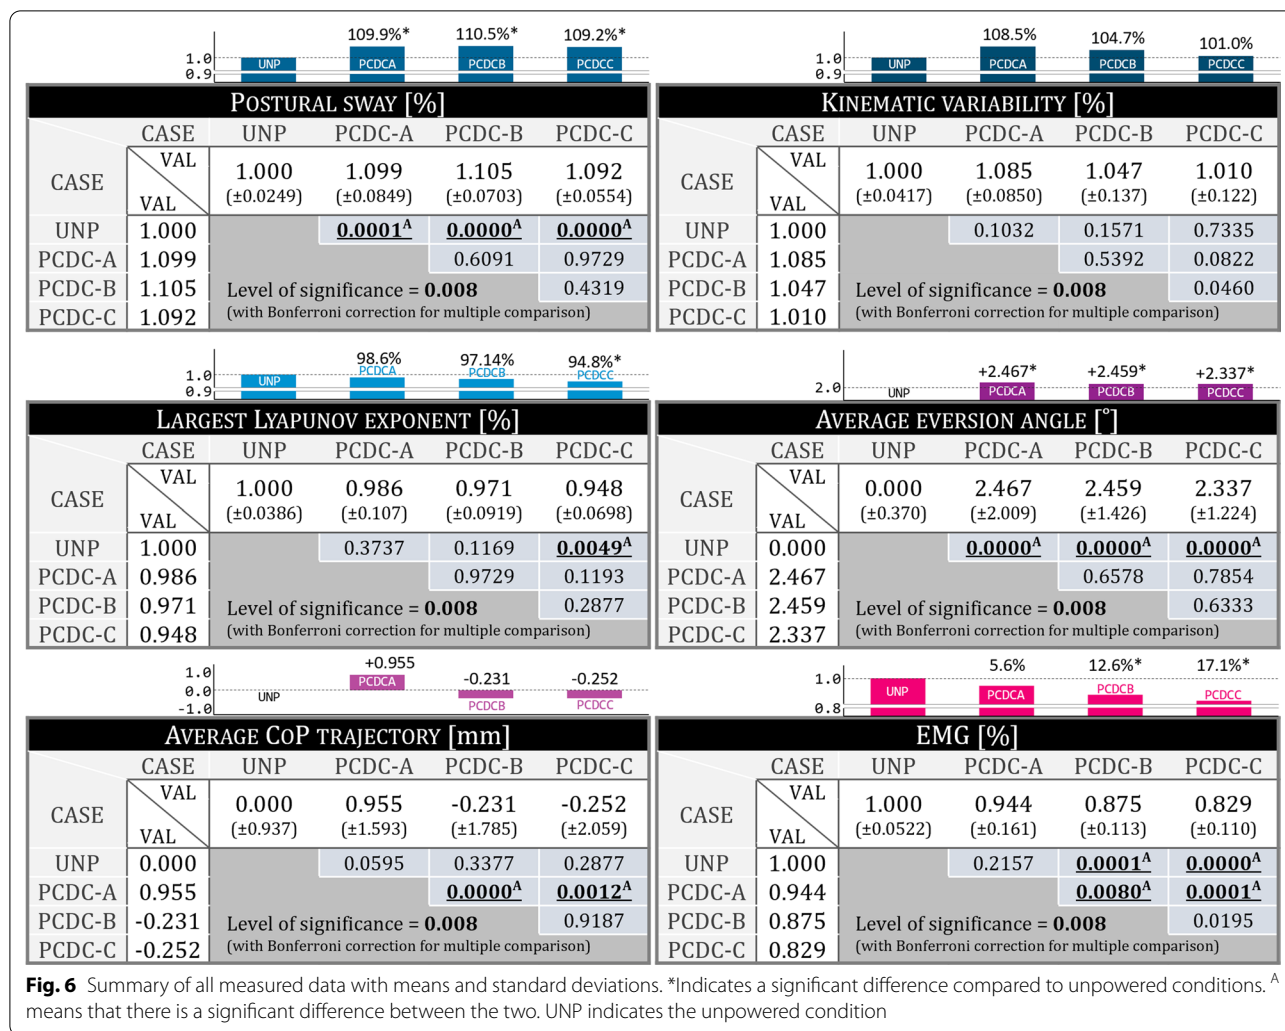 109.9%* 110.5%* 109.2%*
1.0 UNP PCDCA PCDCB PCDCC
0.9
POSTURAL SWAY [%]
CASE UNP PCDC-A PCDC-B PCDC-C
CASE VAL VAL 1.000 1.099 1.105 1.092
(±0.0249) (±0.0849) (±0.0703) (±0.0554)
UNP 1.000 0.0001A 0.0000A 0.0000A
PCDC-A 1.099 0.6091 0.9729
PCDC-B 1.105 Level of significance = 0.008 0.4319
PCDC-C 1.092 (with Bonferroni correction for multiple comparison)
108.5% 104.7% 101.0%
1.0 UNP PCDCA PCDCB PCDCC
0.9
KINEMATIC VARIABILITY [%]
CASE UNP PCDC-A PCDC-B PCDC-C
CASE VAL VAL 1.000 1.085 1.047 1.010
(±0.0417) (±0.0850) (±0.137) (±0.122)
UNP 1.000 0.1032 0.1571 0.7335
PCDC-A 1.085 0.5392 0.0822
PCDC-B 1.047 Level of significance = 0.008 0.0460
PCDC-C 1.010 (with Bonferroni correction for multiple comparison)
98.6% 97.14% 94.8%*
1.0 UNP PCDCA PCDCB PCDCC
0.9
LARGEST LYAPUNOV EXPONENT [%]
CASE UNP PCDC-A PCDC-B PCDC-C
CASE VAL VAL 1.000 0.986 0.971 0.948
(±0.0386) (±0.107) (±0.0919) (±0.0698)
UNP 1.000 0.3737 0.1169 0.0049A
PCDC-A 0.986 0.9729 0.1193
PCDC-B 0.971 Level of significance = 0.008 0.2877
PCDC-C 0.948 (with Bonferroni correction for multiple comparison)
+2.467* +2.459* +2.337*
2.0 UNP PCDCA PCDCB PCDCC
AVERAGE EVERSION ANGLE [°]
CASE UNP PCDC-A PCDC-B PCDC-C
CASE VAL VAL 0.000 2.467 2.459 2.337
(±0.370) (±2.009) (±1.426) (±1.224)
UNP 0.000 0.0000A 0.0000A 0.0000A
PCDC-A 2.467 0.6578 0.7854
PCDC-B 2.459 Level of significance = 0.008 0.6333
PCDC-C 2.337 (with Bonferroni correction for multiple comparison)
+0.955 -0.231 -0.252
1.0 PCDCA
0.0 UNP
-1.0 PCDCB PCDCC
AVERAGE COP TRAJECTORY [mm]
CASE UNP PCDC-A PCDC-B PCDC-C
CASE VAL VAL 0.000 0.955 -0.231 -0.252
(±0.937) (±1.593) (±1.785) (±2.059)
UNP 0.000 0.0595 0.3377 0.2877
PCDC-A 0.955 0.0000A 0.0012A
PCDC-B -0.231 Level of significance = 0.008 0.9187
PCDC-C -0.252 (with Bonferroni correction for multiple comparison)
5.6% 12.6%* 17.1%*
1.0 UNP PCDCA PCDCB PCDCC
0.8
EMG [%]
CASE UNP PCDC-A PCDC-B PCDC-C
CASE VAL VAL 1.000 0.944 0.875 0.829
(±0.0522) (±0.161) (±0.113) (±0.110)
UNP 1.000 0.2157 0.0001A 0.0000A
PCDC-A 0.944 0.0080A 0.0001A
PCDC-B 0.875 Level of significance = 0.008 0.0195
PCDC-C 0.829 (with Bonferroni correction for multiple comparison)
Fig. 6 Summary of all measured data with means and standard deviations. *Indicates a significant difference compared to unpowered conditions. A
means that there is a significant difference between the two. UNP indicates the unpowered condition